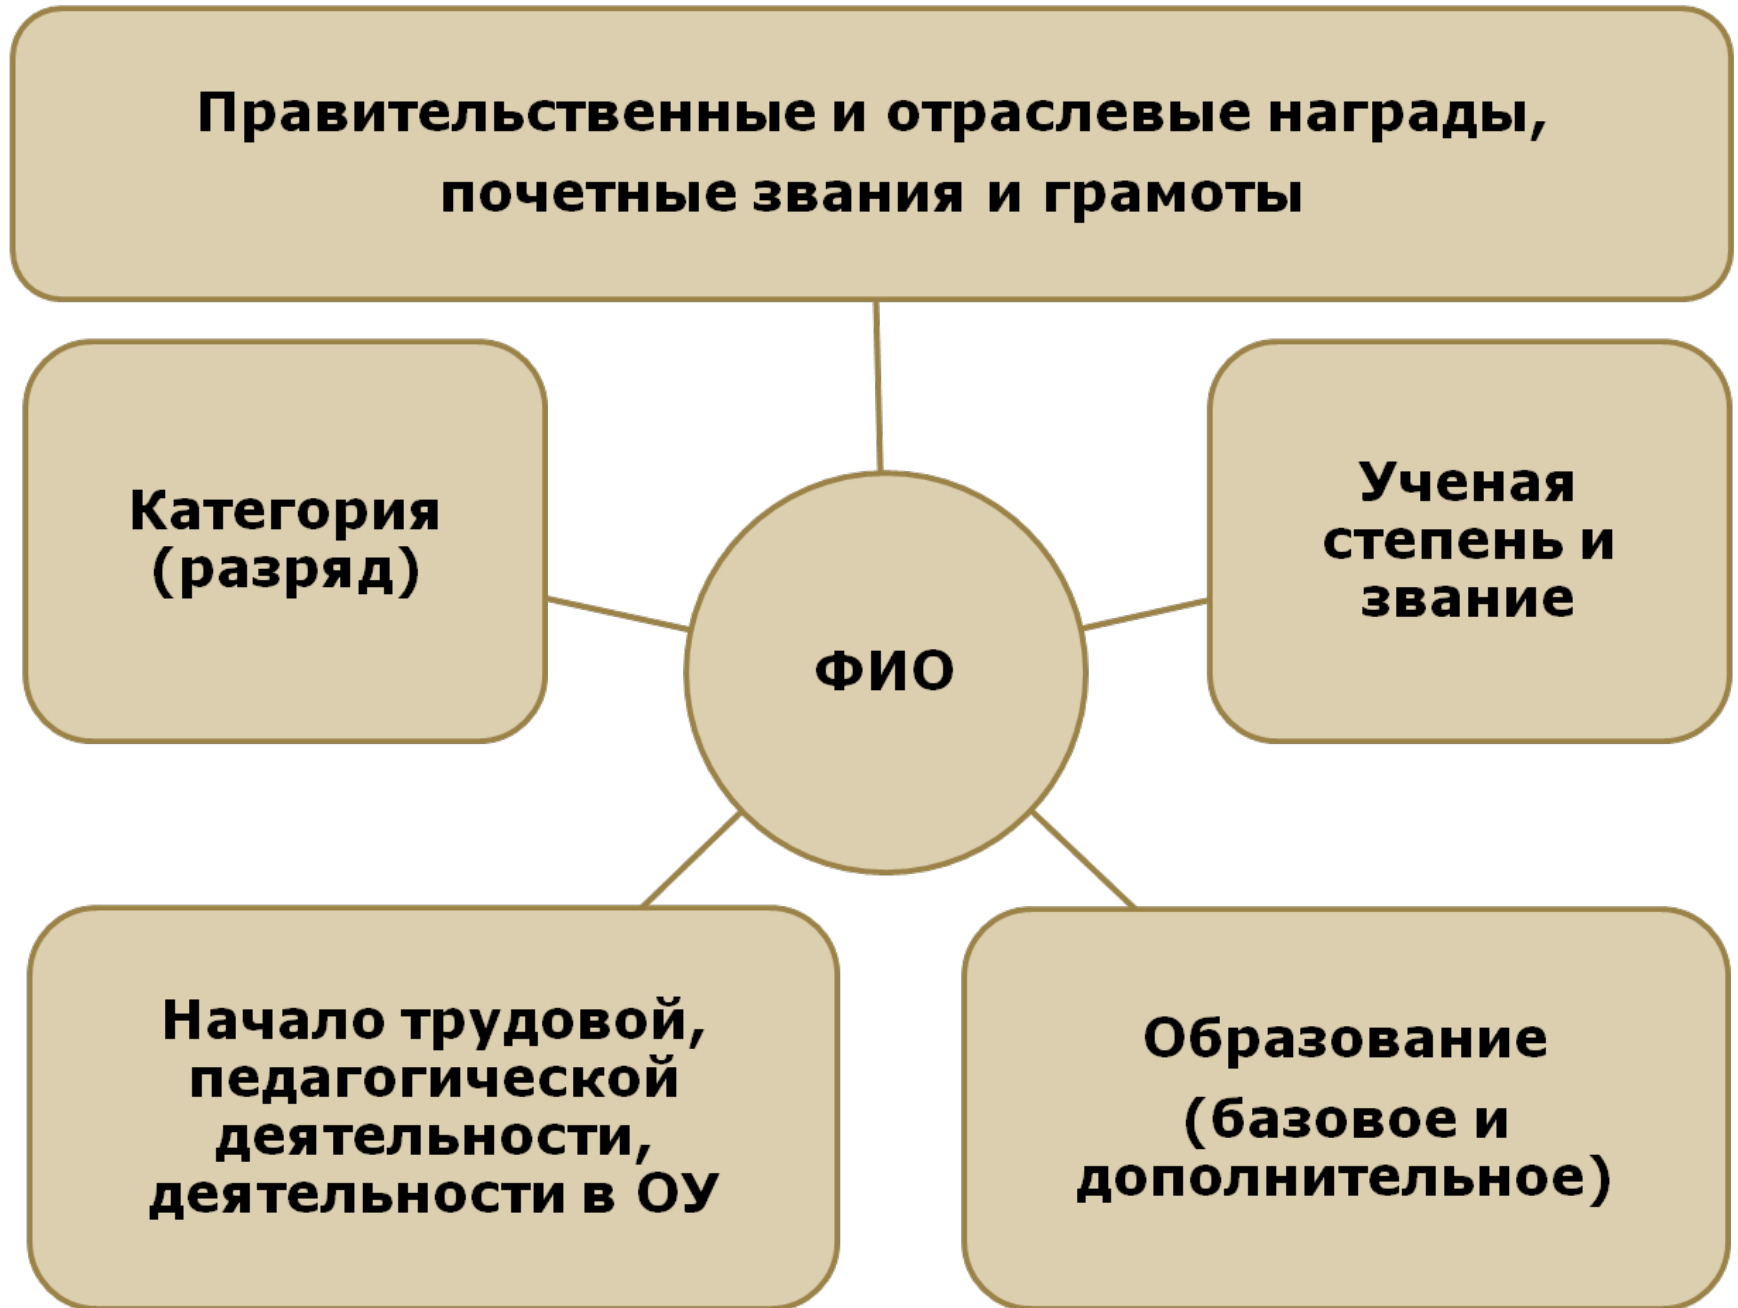 Правительственные и отраслевые награды,
почетные звания и грамоты
Категория
(разряд)
Ученая
степень и
звание
ФИО
Начало трудовой,
педагогической
деятельности,
деятельности в ОУ
Образование
(базовое и
дополнительное)